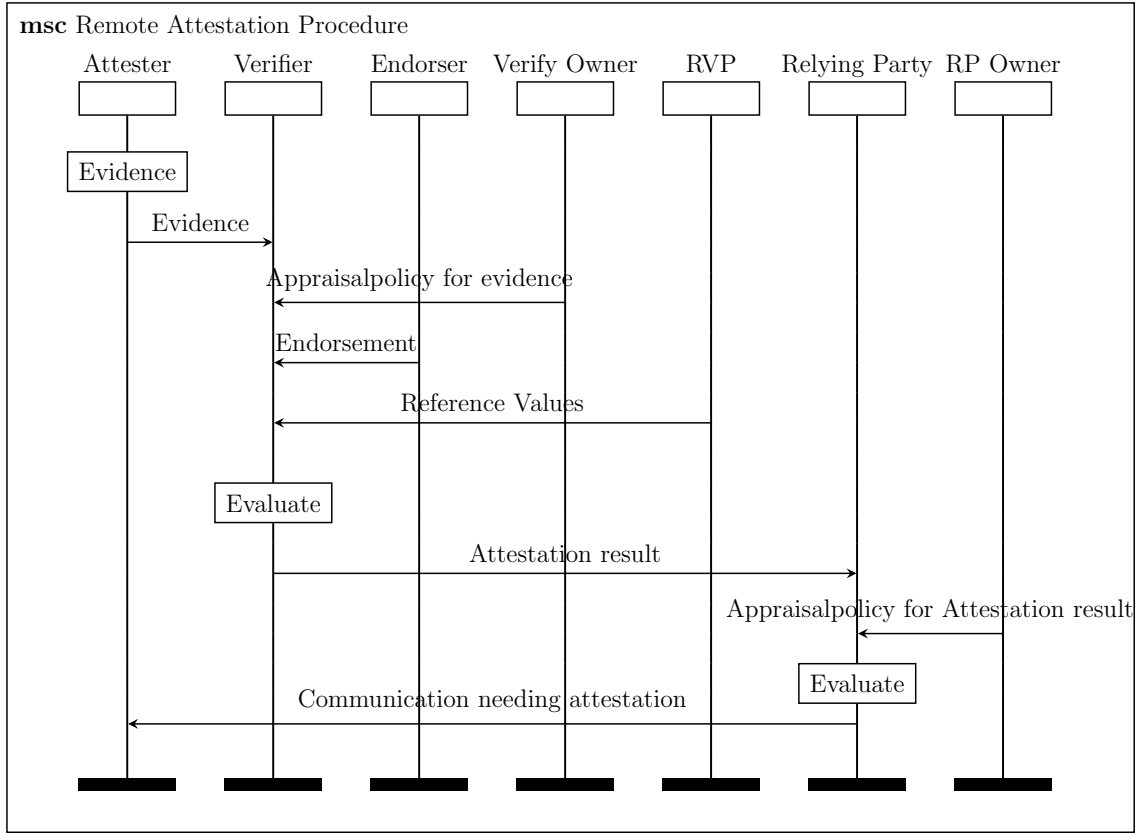 msc Remote Attestation Procedure
Attester Verifier Endorser Verify Owner RVP Relying Party RP Owner
Evidence
Evidence
Appraisalpolicy for evidence
Endorsement
Reference Values
Evaluate
Attestation result
Appraisalpolicy for Attestation result
Evaluate
Communication needing attestation